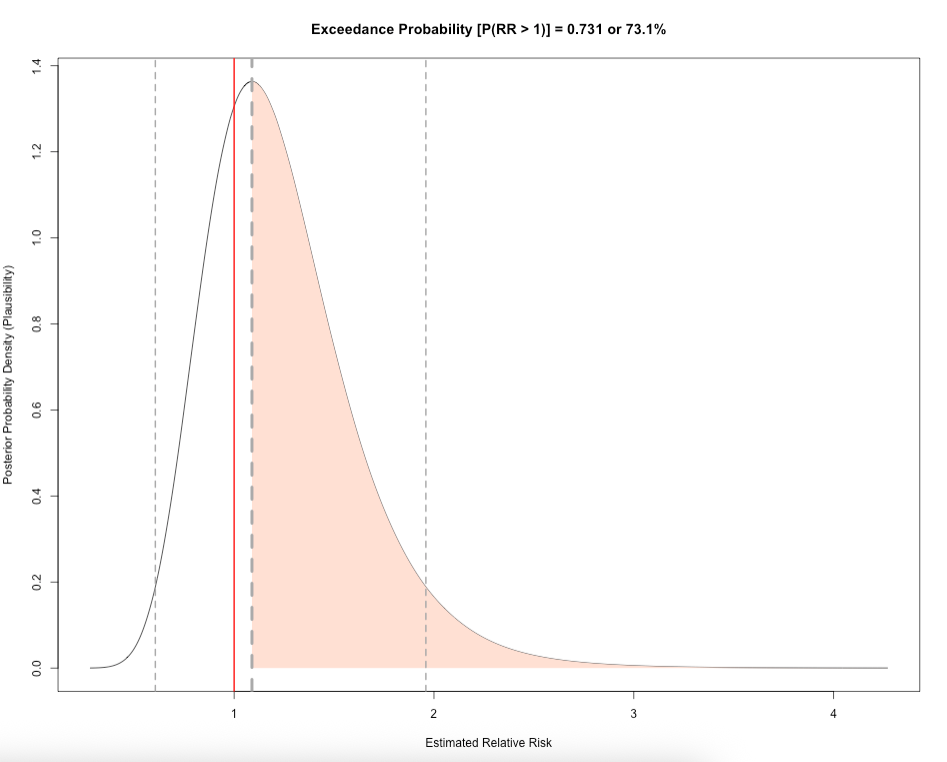 Exceedance Probability [P(RR > 1)] = 0.731 or 73.1%
Posterior Probability Density (Plausibility)
1.4
1.2
1.0
0.8
0.6
0.4
0.2
0.0
1 2 3 4
Estimated Relative Risk